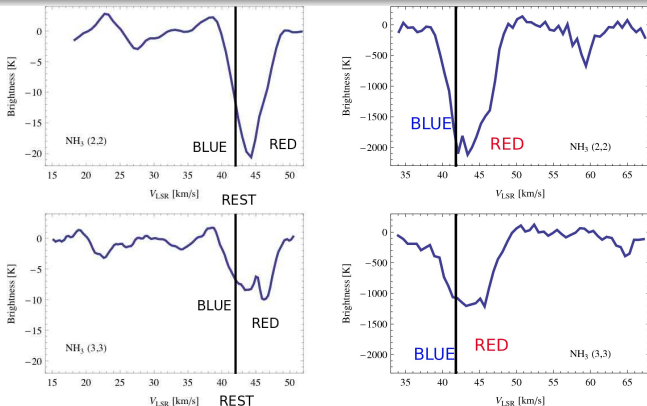 Brightness [K]
0
−5
−10
−15
−20
NH3 (2,2)
BLUE
RED
15 20 25 30 35 40 45 50
VLSR [km/s]
REST
Brightness [K]
0
−500
−1000
−1500
−2000
BLUE
RED
NH3 (2,2)
35 40 45 50 55 60 65
VLSR [km/s]
Brightness [K]
0
−5
−10
−15
−20
NH3 (3,3)
BLUE
RED
15 20 25 30 35 40 45 50
VLSR [km/s]
REST
Brightness [K]
0
−500
−1000
−1500
−2000
BLUE
RED
NH3 (3,3)
35 40 45 50 55 60 65
VLSR [km/s]